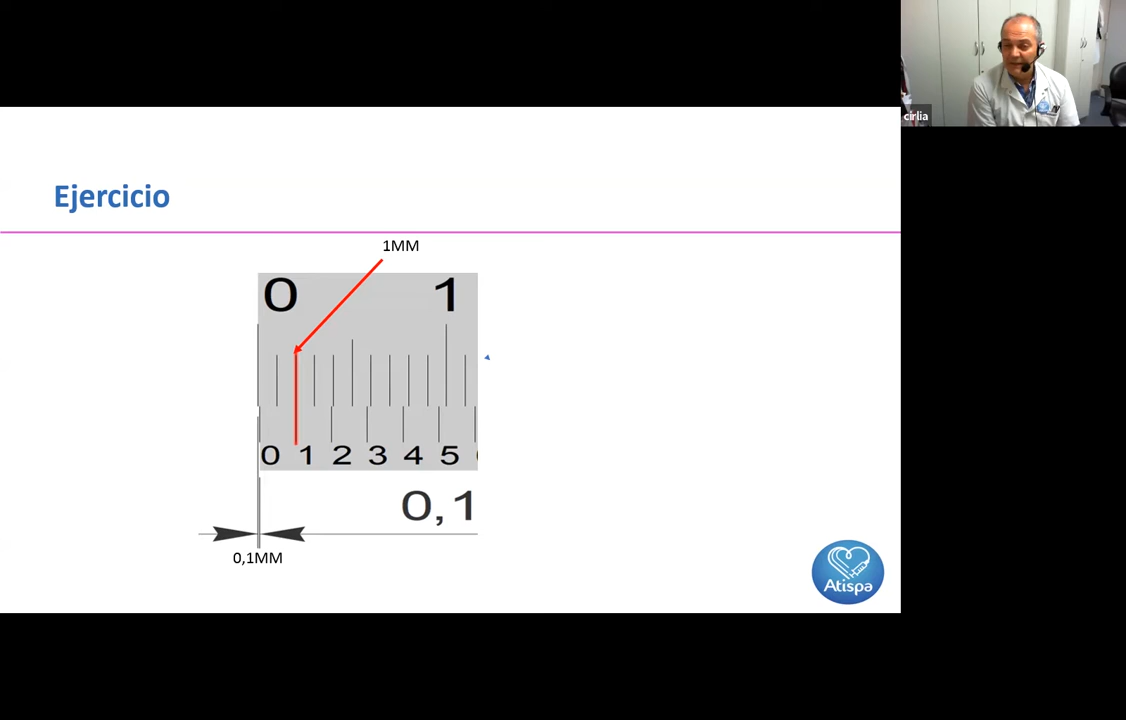 cirlia
Ejercicio
1MM
0 1
0 1 2 3 4 5
0,1
0,1MM
Atispa